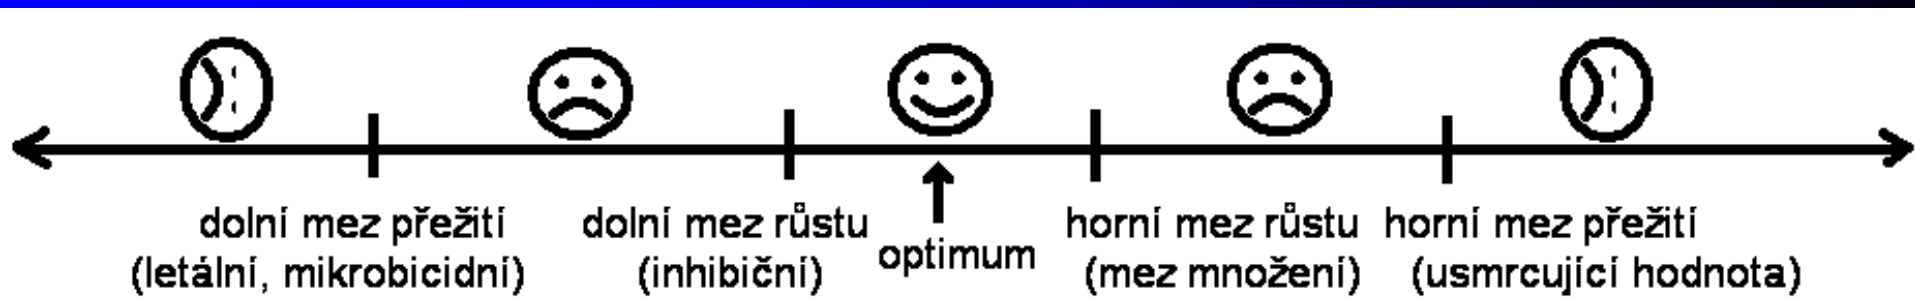 dolní mez přežití
(letální, mikrobicidní)
dolní mez růstu
(inhibiční)
optimum
horní mez růstu
(mez množení)
horní mez přežití
(usmrcující hodnota)